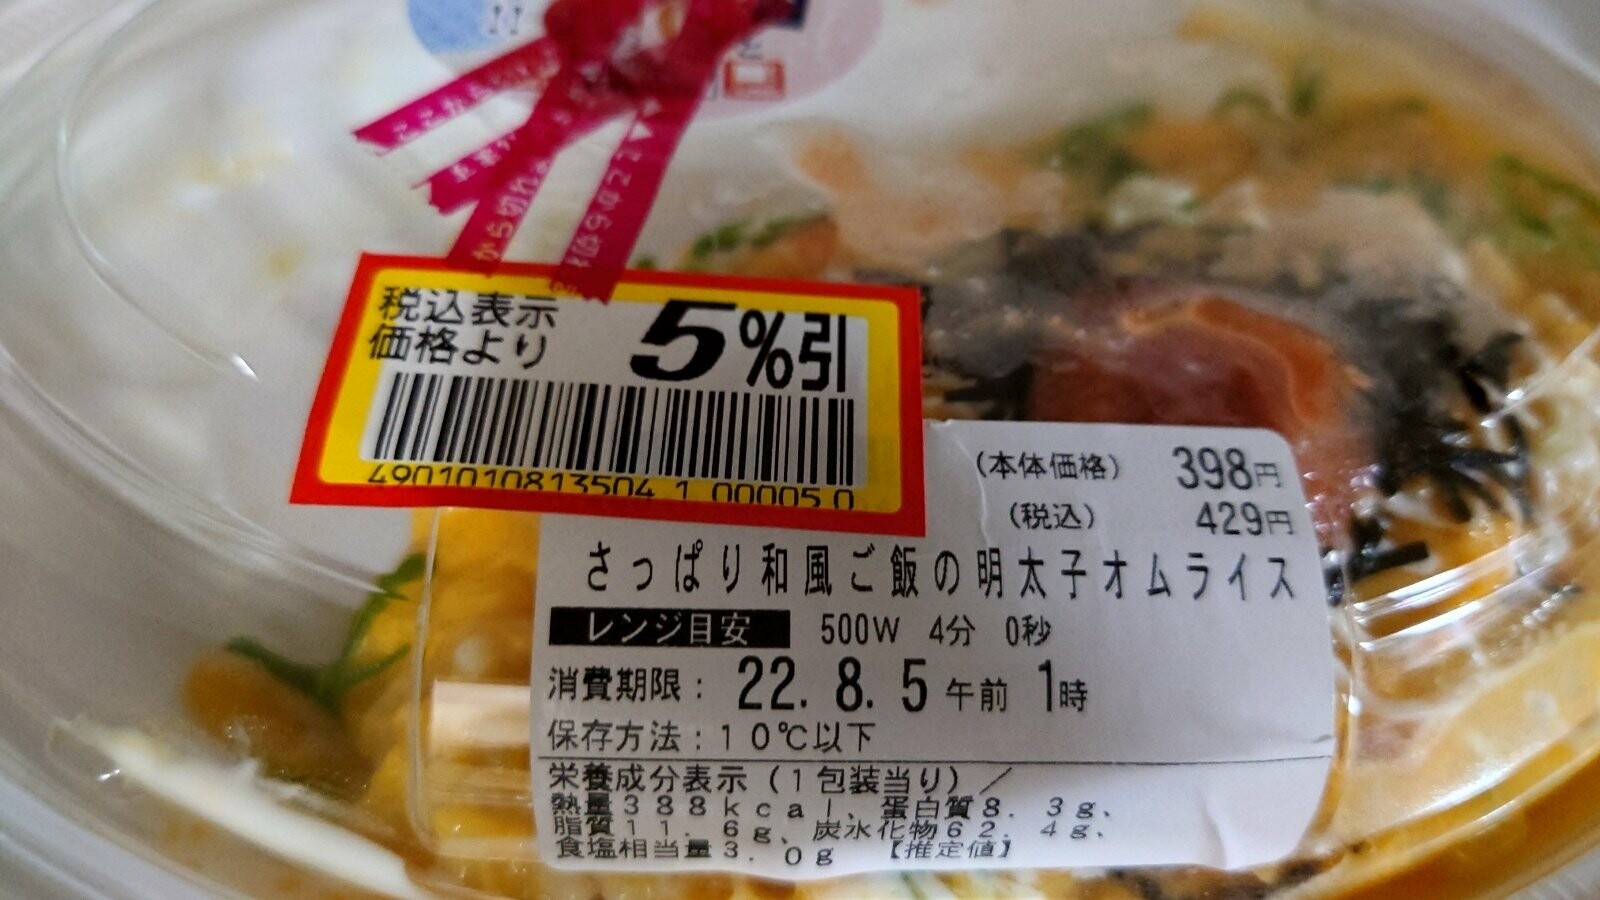 から切れ
税込表示
価格より 5%引
4901010813504 1 00005 0
(本体価格) 398円
(税込) 429円
さっぱり和風ご飯の明太子オムライス
レンジ目安 500W 4分 0秒
消費期限: 22. 8. 5 午前 1時
保存方法:10℃以下
栄養成分表示(1包装当り)/
熱量388kcal、蛋白質8.3g、
脂質11.6g、炭水化物62.4g、
食塩相当量3.0g 【推定値】